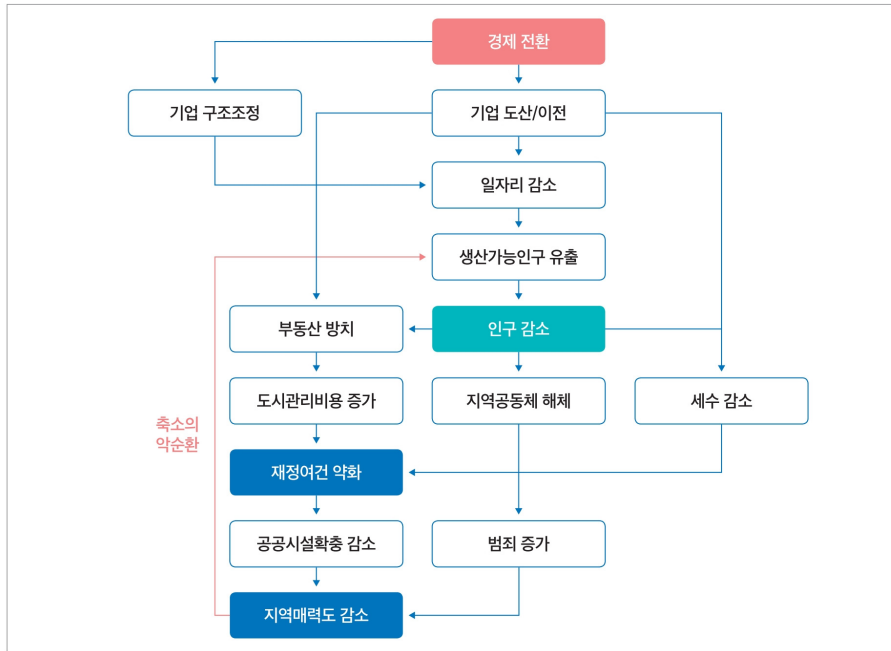 경제 전환
기업 구조조정
기업 도산/이전
일자리 감소
생산가능인구 유출
부동산 방치
인구 감소
도시관리비용 증가
지역공동체 해체
세수 감소
축소의
악순환
재정여건 약화
공공시설확충 감소
범죄 증가
지역매력도 감소